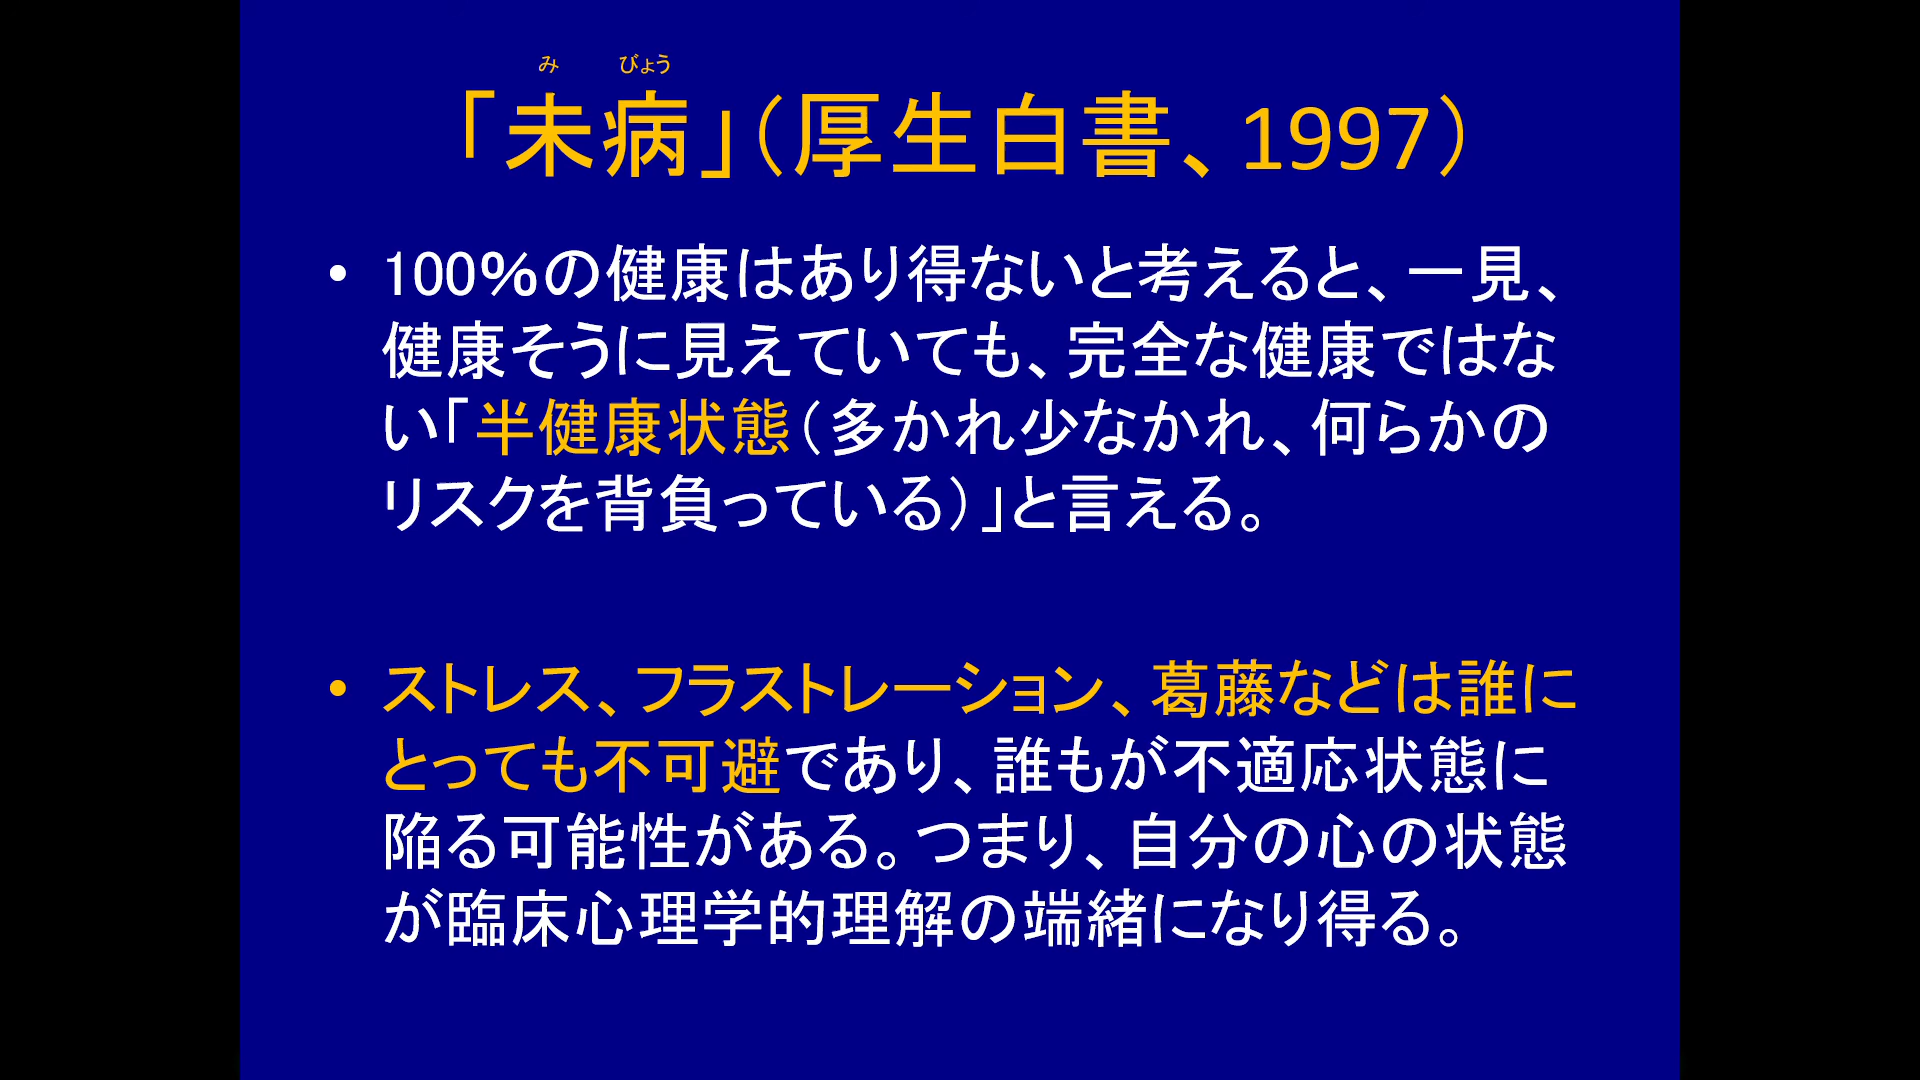 み びょう
「未病」（厚生白書、1997）
• 100％の健康はあり得ないと考えると、一見、
健康そうに見えていても、完全な健康ではな
い「半健康状態（多かれ少なかれ、何らかの
リスクを背負っている）」と言える。
• ストレス、フラストレーション、葛藤などは誰に
とっても不可避であり、誰もが不適応状態に
陥る可能性がある。つまり、自分の心の状態
が臨床心理学的理解の端緒になり得る。